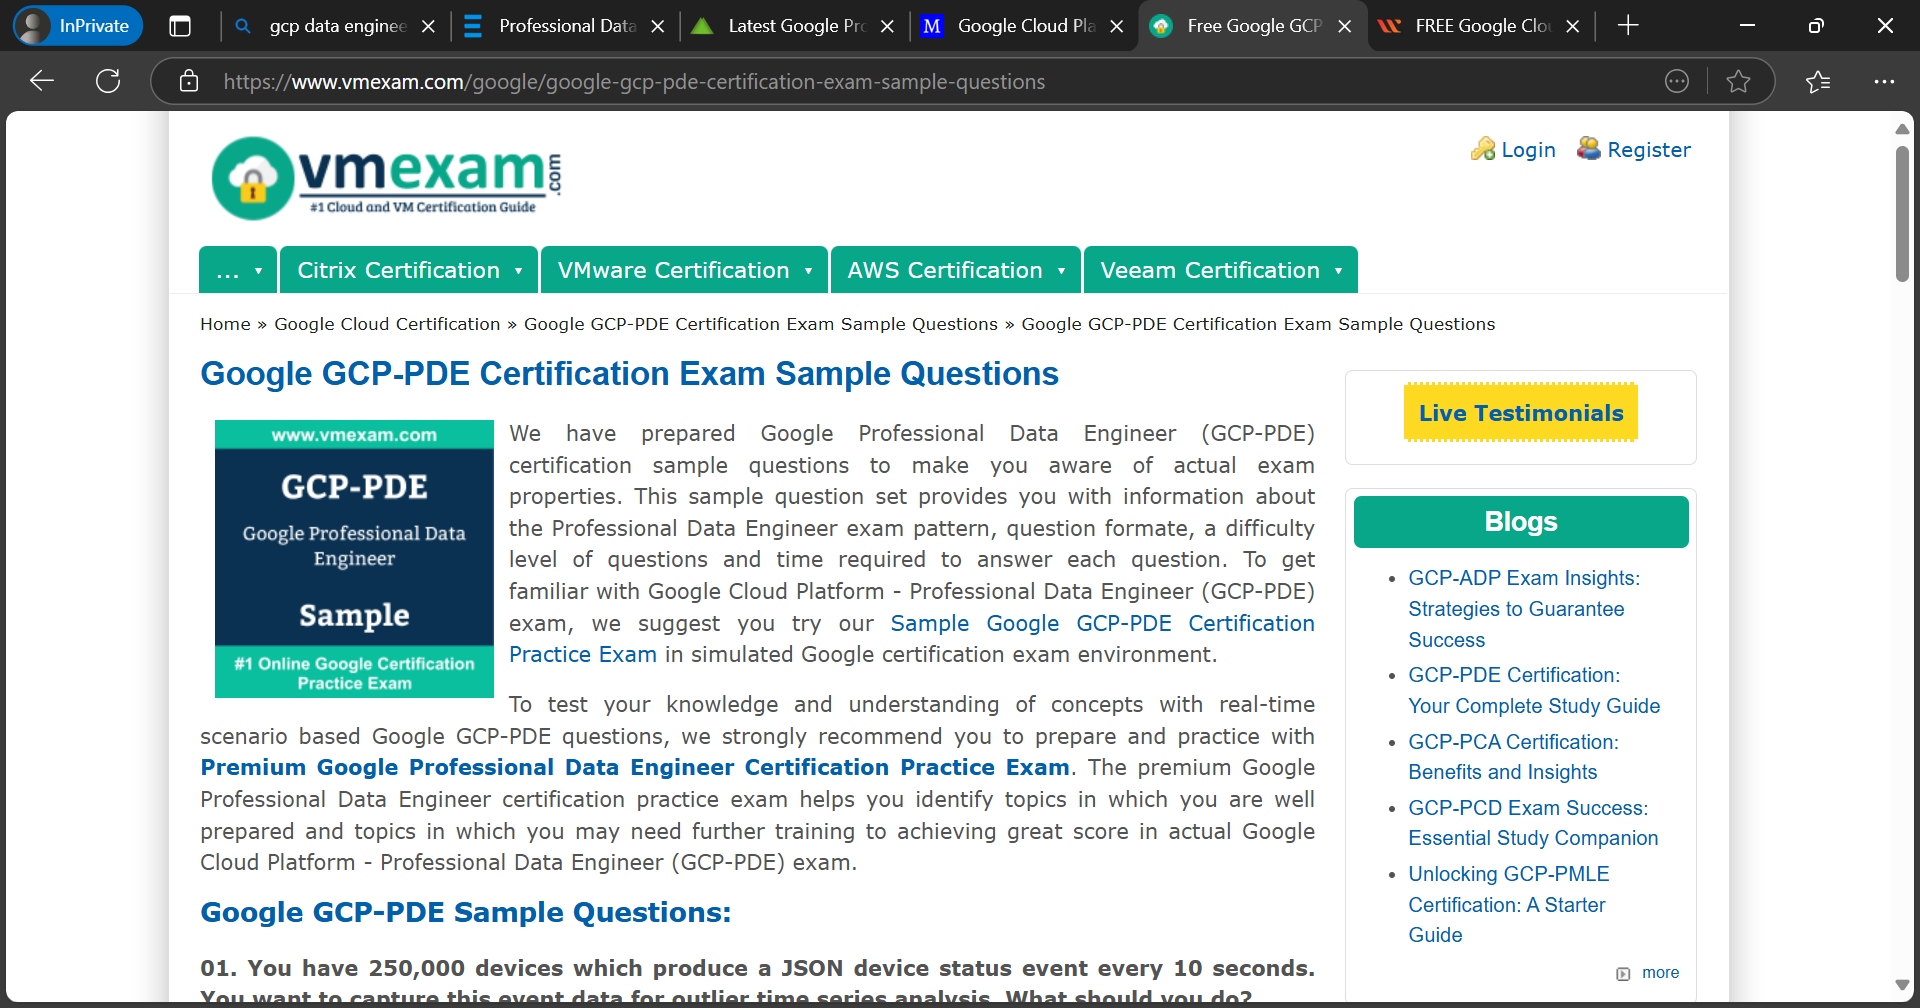 InPrivate
gcp data enginee
Professional Data
Latest Google Pro
Google Cloud Pla
Free Google GCP
FREE Google Clo
https://www.vmexam.com/google/google-gcp-pde-certification-exam-sample-questions
vmexam.com
#1 Cloud and VM Certification Guide
Login
Register
...
Citrix Certification
VMware Certification
AWS Certification
Veeam Certification
Home » Google Cloud Certification » Google GCP-PDE Certification Exam Sample Questions » Google GCP-PDE Certification Exam Sample Questions
Google GCP-PDE Certification Exam Sample Questions
www.vmexam.com
GCP-PDE
Google Professional Data
Engineer
Sample
#1 Online Google Certification
Practice Exam
We have prepared Google Professional Data Engineer (GCP-PDE)
certification sample questions to make you aware of actual exam
properties. This sample question set provides you with information about
the Professional Data Engineer exam pattern, question formate, a difficulty
level of questions and time required to answer each question. To get
familiar with Google Cloud Platform - Professional Data Engineer (GCP-PDE)
exam, we suggest you try our Sample Google GCP-PDE Certification
Practice Exam in simulated Google certification exam environment.
To test your knowledge and understanding of concepts with real-time
scenario based Google GCP-PDE questions, we strongly recommend you to prepare and practice with
Premium Google Professional Data Engineer Certification Practice Exam. The premium Google
Professional Data Engineer certification practice exam helps you identify topics in which you are well
prepared and topics in which you may need further training to achieving great score in actual Google
Cloud Platform - Professional Data Engineer (GCP-PDE) exam.
Google GCP-PDE Sample Questions:
01. You have 250,000 devices which produce a JSON device status event every 10 seconds.
You want to capture this event data for outlier time series analysis. What should you do?
Live Testimonials
Blogs
GCP-ADP Exam Insights:
Strategies to Guarantee
Success
GCP-PDE Certification:
Your Complete Study Guide
GCP-PCA Certification:
Benefits and Insights
GCP-PCD Exam Success:
Essential Study Companion
Unlocking GCP-PMLE
Certification: A Starter
Guide
more